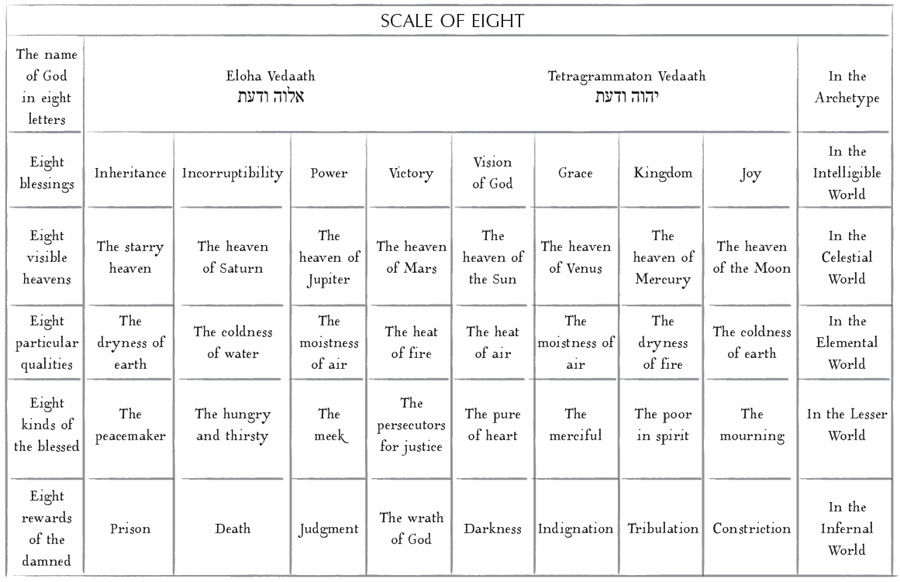 SCALE OF EIGHT
The name
of God
in eight
letters
Eloha Vedaath
אלוה ודעת
Tetragrammaton Vedaath
יהוה ודעת
In the
Archetype
Eight
blessings
Inheritance
Incorruptibility
Power
Victory
Vision
of God
Grace
Kingdom
Joy
In the
Intelligible
World
Eight
visible
heavens
The starry
heaven
The heaven
of Saturn
The
heaven of
Jupiter
The heaven
of Mars
The
heaven of
the Sun
The heaven
of Venus
The
heaven of
Mercury
The heaven
of the Moon
In the
Celestial
World
Eight
particular
qualities
The
dryness of
earth
The coldness
of water
The
moistness
of air
The heat
of fire
The heat
of air
The
moistness of
air
The
dryness
of fire
The coldness
of earth
In the
Elemental
World
Eight
kinds of
the blessed
The
peacemaker
The hungry
and thirsty
The
meek
The
persecutors
for justice
The pure
of heart
The
merciful
The poor
in spirit
The
mourning
In the Lesser
World
Eight
rewards
of the
damned
Prison
Death
Judgment
The wrath
of God
Darkness
Indignation
Tribulation
Constriction
In the
Infernal
World